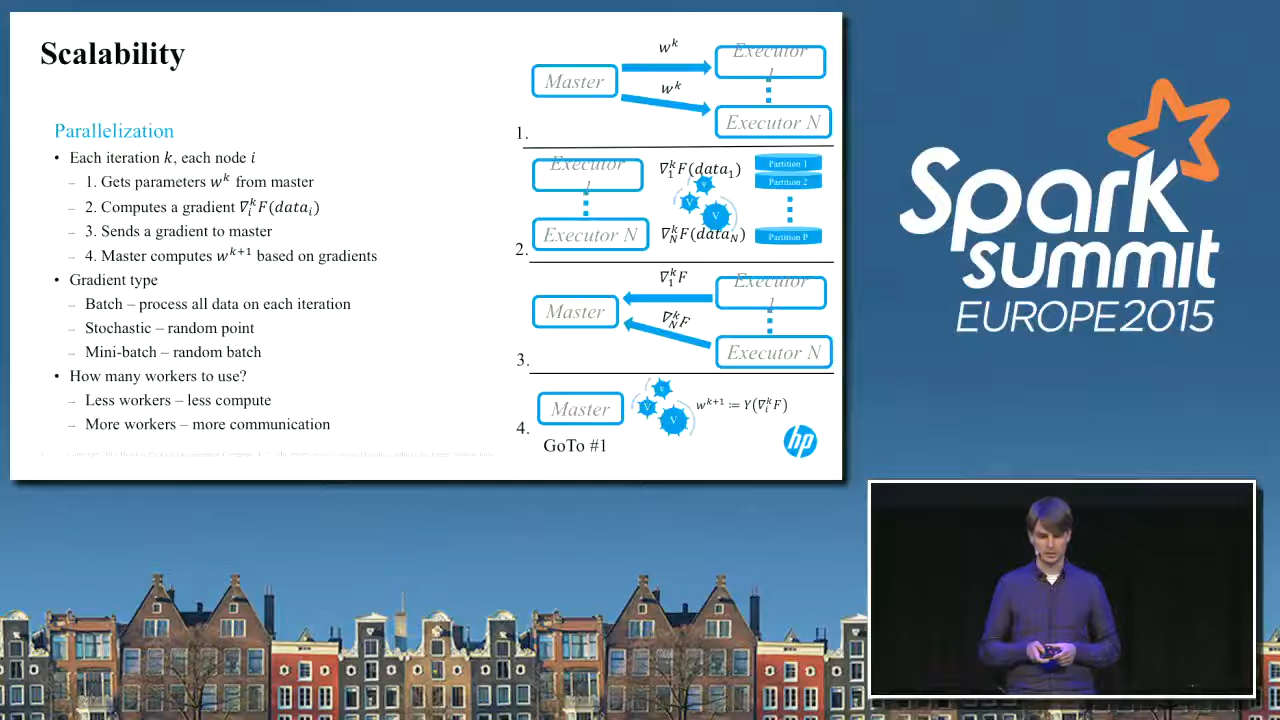 Scalability
Parallelization
• Each iteration k, each node i
– 1. Gets parameters w^k from master
– 2. Computes a gradient ∇_i^k F(data_i)
– 3. Sends a gradient to master
– 4. Master computes w^{k+1} based on gradients
• Gradient type
– Batch – process all data on each iteration
– Stochastic – random point
– Mini-batch – random batch
• How many workers to use?
– Less workers – less compute
– More workers – more communication
w^k
Master
w^k
Executor
1
Executor N
1.
Executor
1
Executor N
∇_1^k F(data_1)
v
V
V
∇_N^k F(data_N)
Partition 1
Partition 2
Partition P
2.
∇_1^k F
Master
∇_N^k F
Executor
1
Executor N
3.
Master
v
V
V
w^{k+1} := Y(∇_i^k F)
4.
GoTo #1
hp
Spark
summit
EUROPE 2015